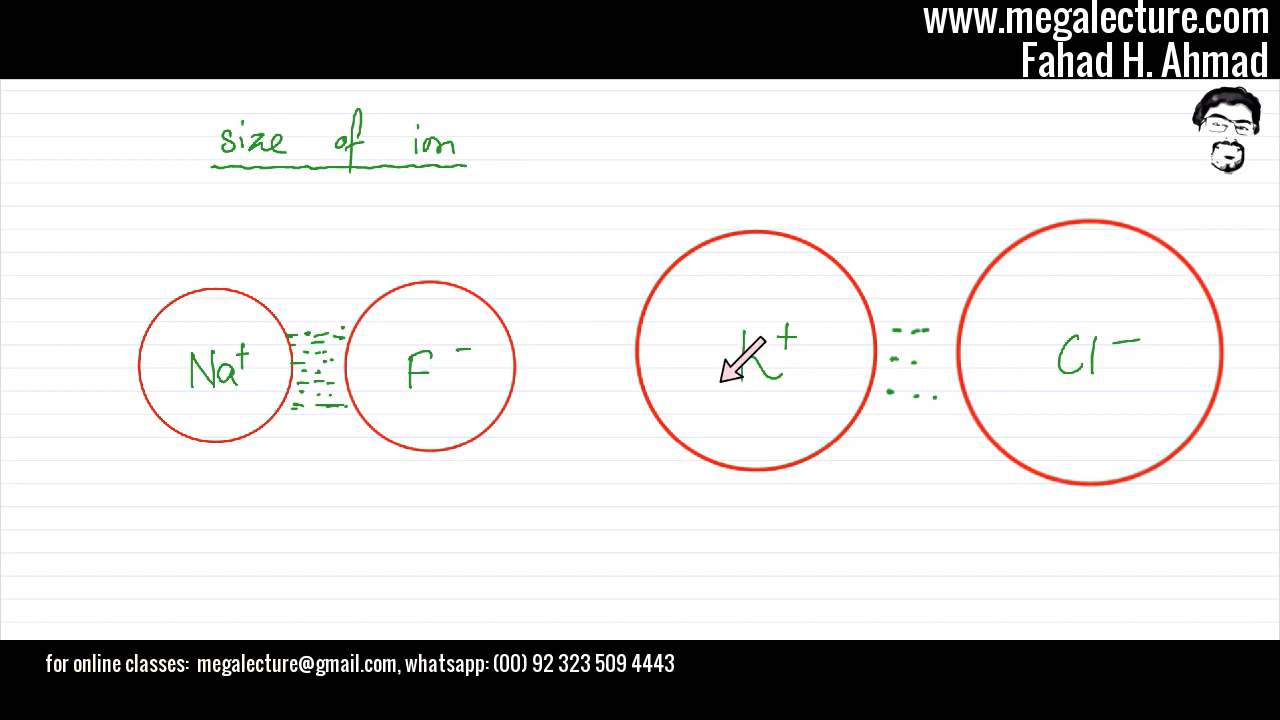 www.megalecture.com
Fahad H. Ahmad
size of ion
Na+ F- K+ Cl-
for online classes: megalecture@gmail.com, whatsapp: (00) 92 323 509 4443